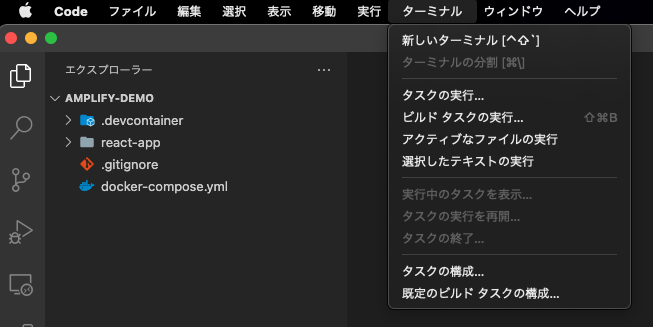 Code ファイル 編集 選択 表示 移動 実行 ターミナル ウィンドウ ヘルプ
エクスプローラー ...
AMPLIFY-DEMO
.devcontainer
react-app
.gitignore
docker-compose.yml
新しいターミナル [^⇧`]
ターミナルの分割 [⌘\]
タスクの実行...
ビルド タスクの実行... ⇧⌘B
アクティブなファイルの実行
選択したテキストの実行
実行中のタスクを表示...
タスクの実行を再開...
タスクの終了...
タスクの構成...
既定のビルド タスクの構成...